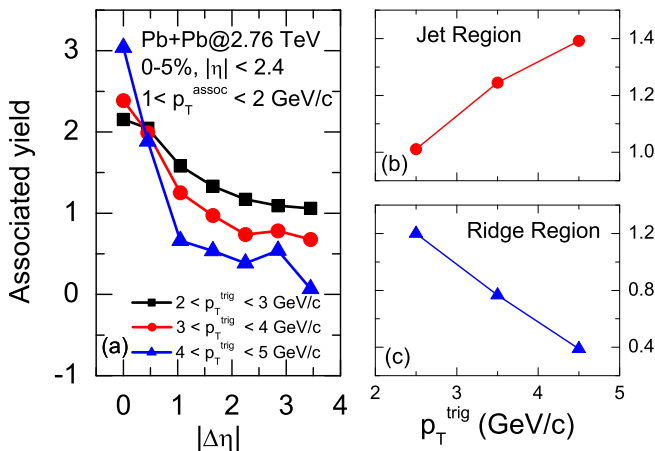 Pb+Pb@2.76 TeV
0-5%, |η| < 2.4
1< p_T^assoc < 2 GeV/c
Associated yield
3
2
1
0
-1
2 < p_T^trig < 3 GeV/c
3 < p_T^trig < 4 GeV/c
4 < p_T^trig < 5 GeV/c
(a)
0 1 2 3 4
|Δη|
Jet Region
1.4
1.2
1.0
(b)
Ridge Region
1.2
0.8
0.4
(c)
2 3 4 5
p_T^trig (GeV/c)